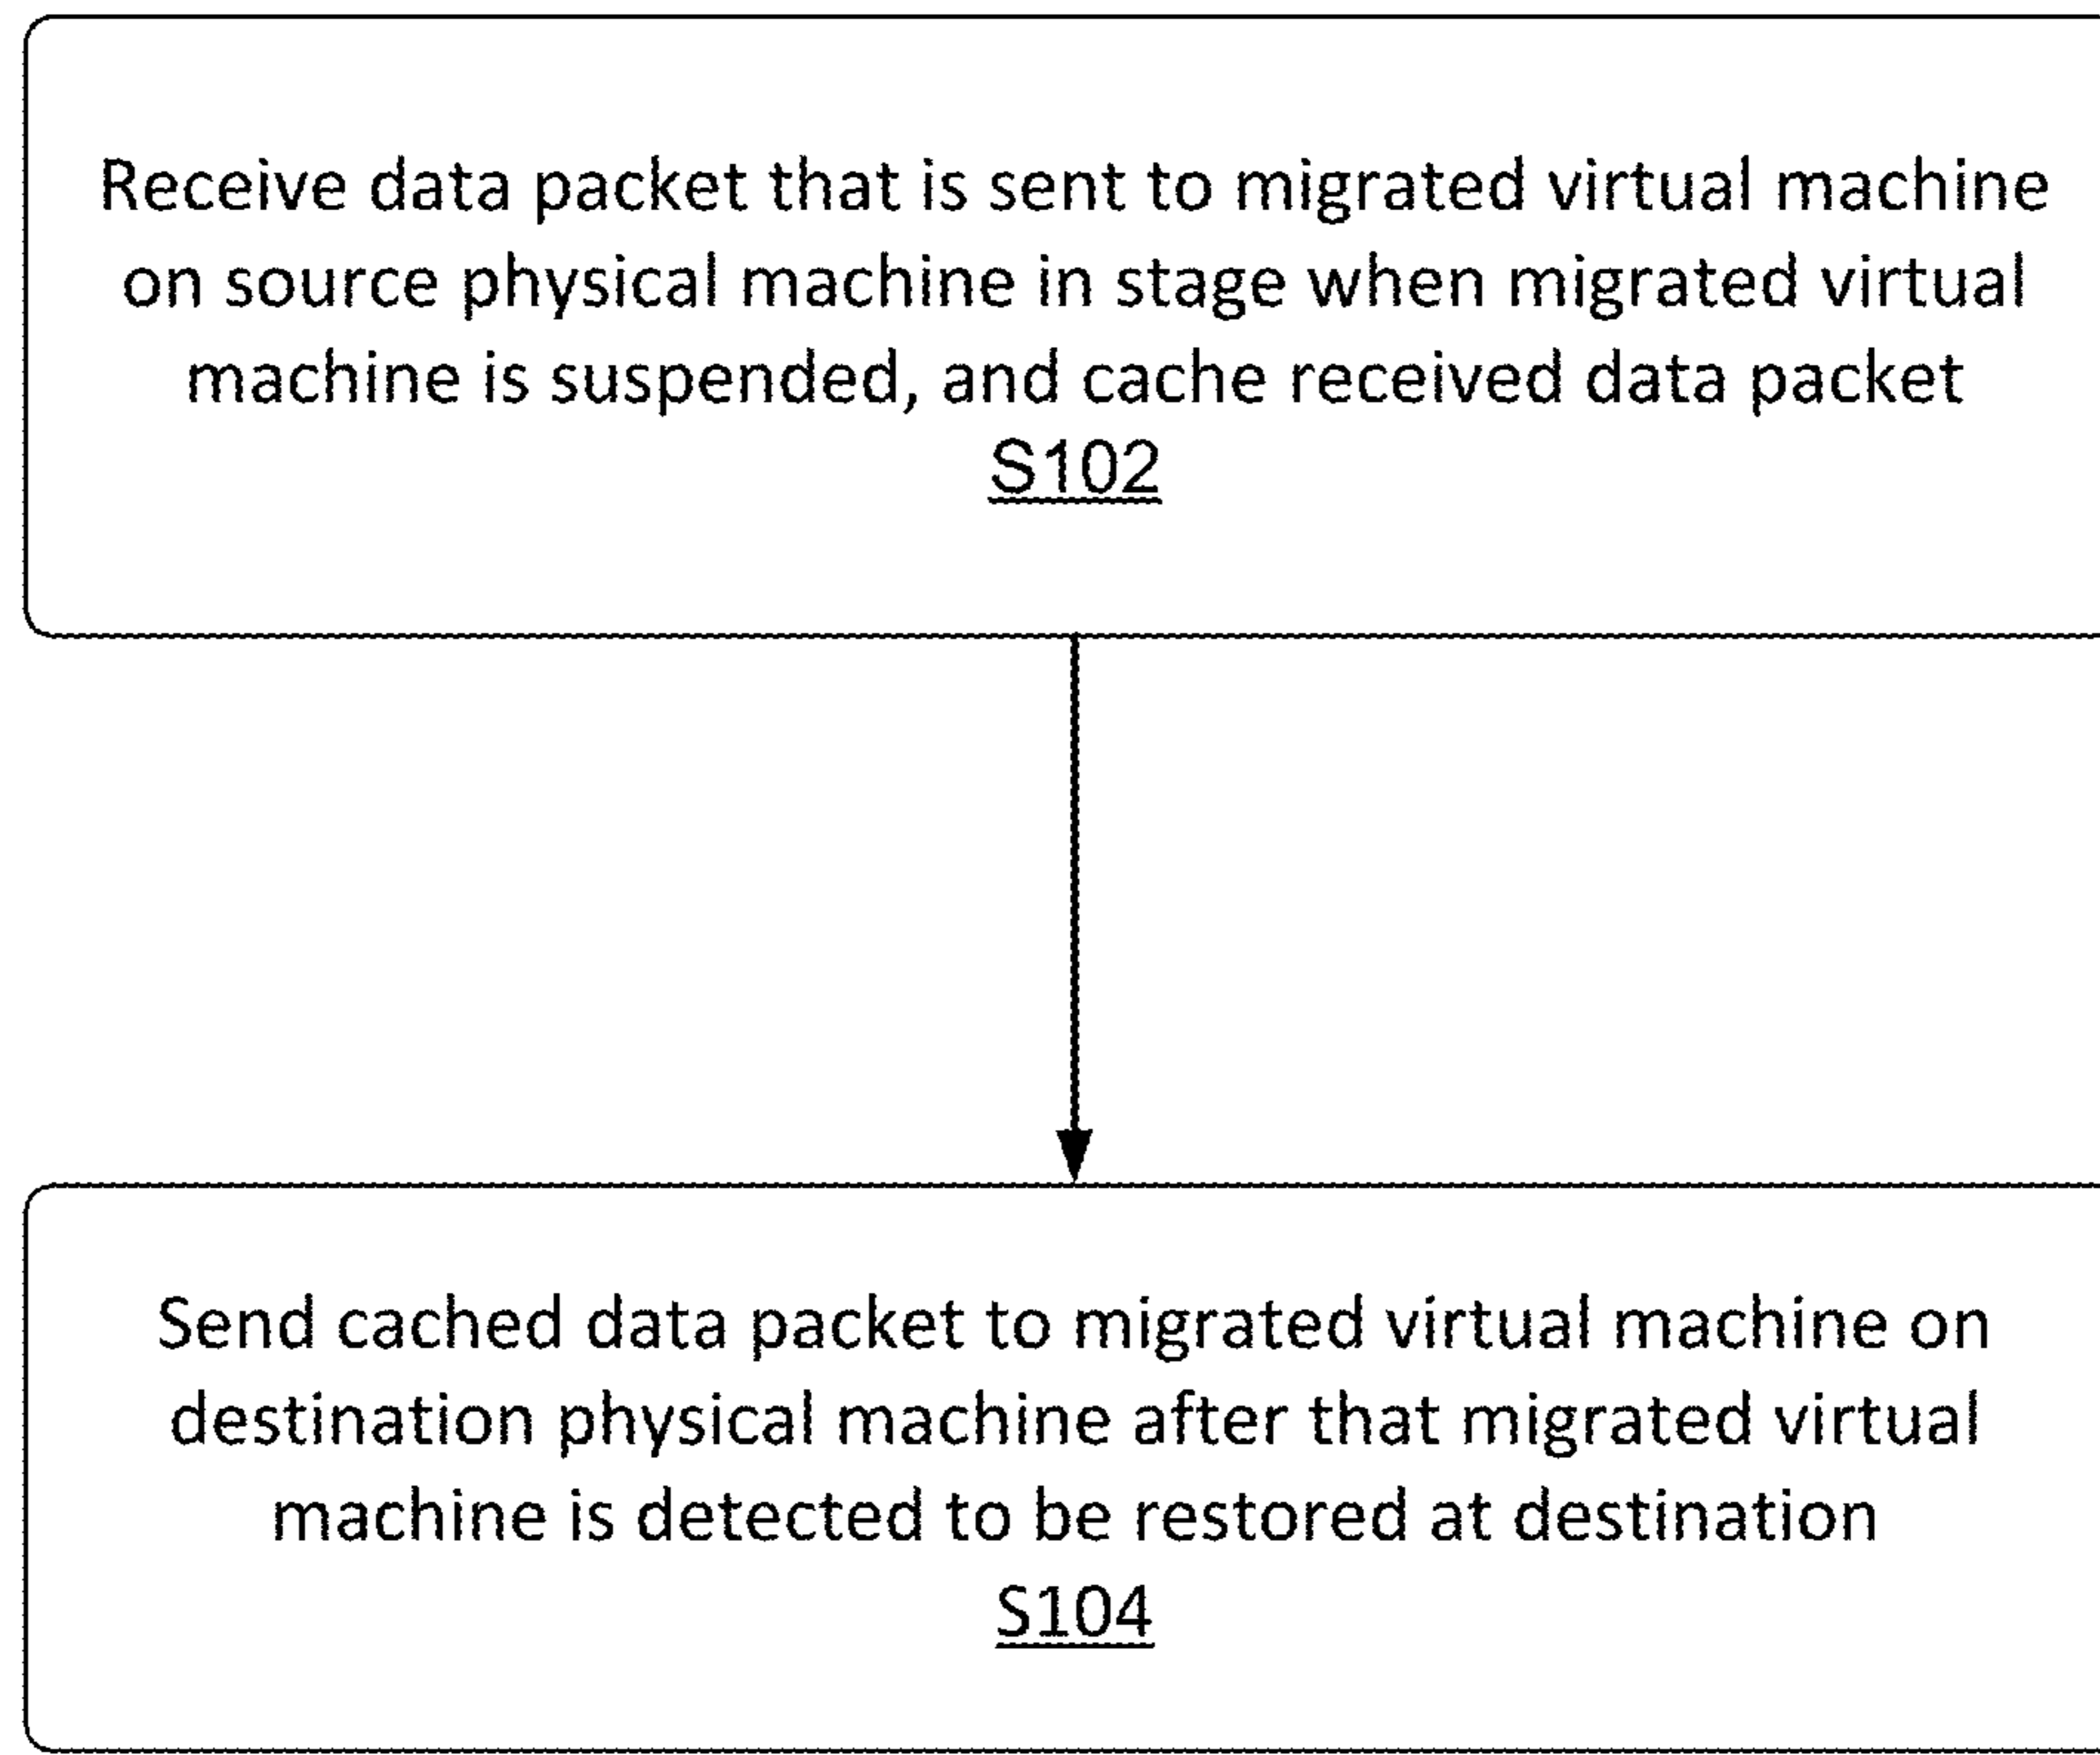 Receive data packet that is sent to migrated virtual machine
on source physical machine in stage when migrated virtual
machine is suspended, and cache received data packet
S102
Send cached data packet to migrated virtual machine on
destination physical machine after that migrated virtual
machine is detected to be restored at destination
S104